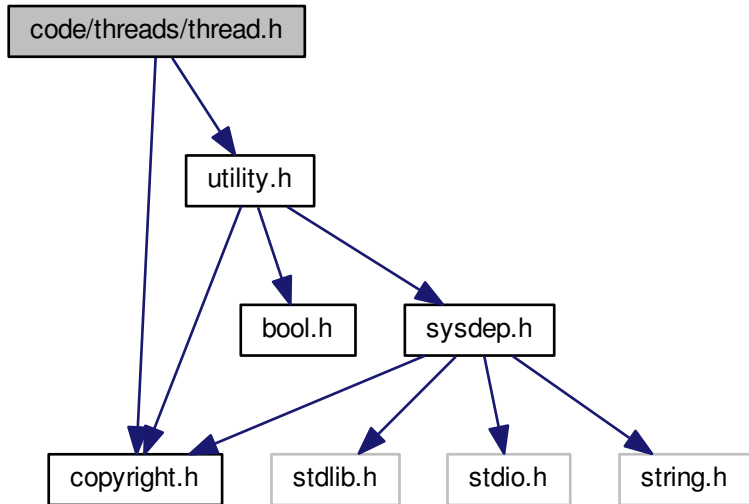 code/threads/thread.h
utility.h
bool.h
sysdep.h
copyright.h
stdlib.h
stdio.h
string.h